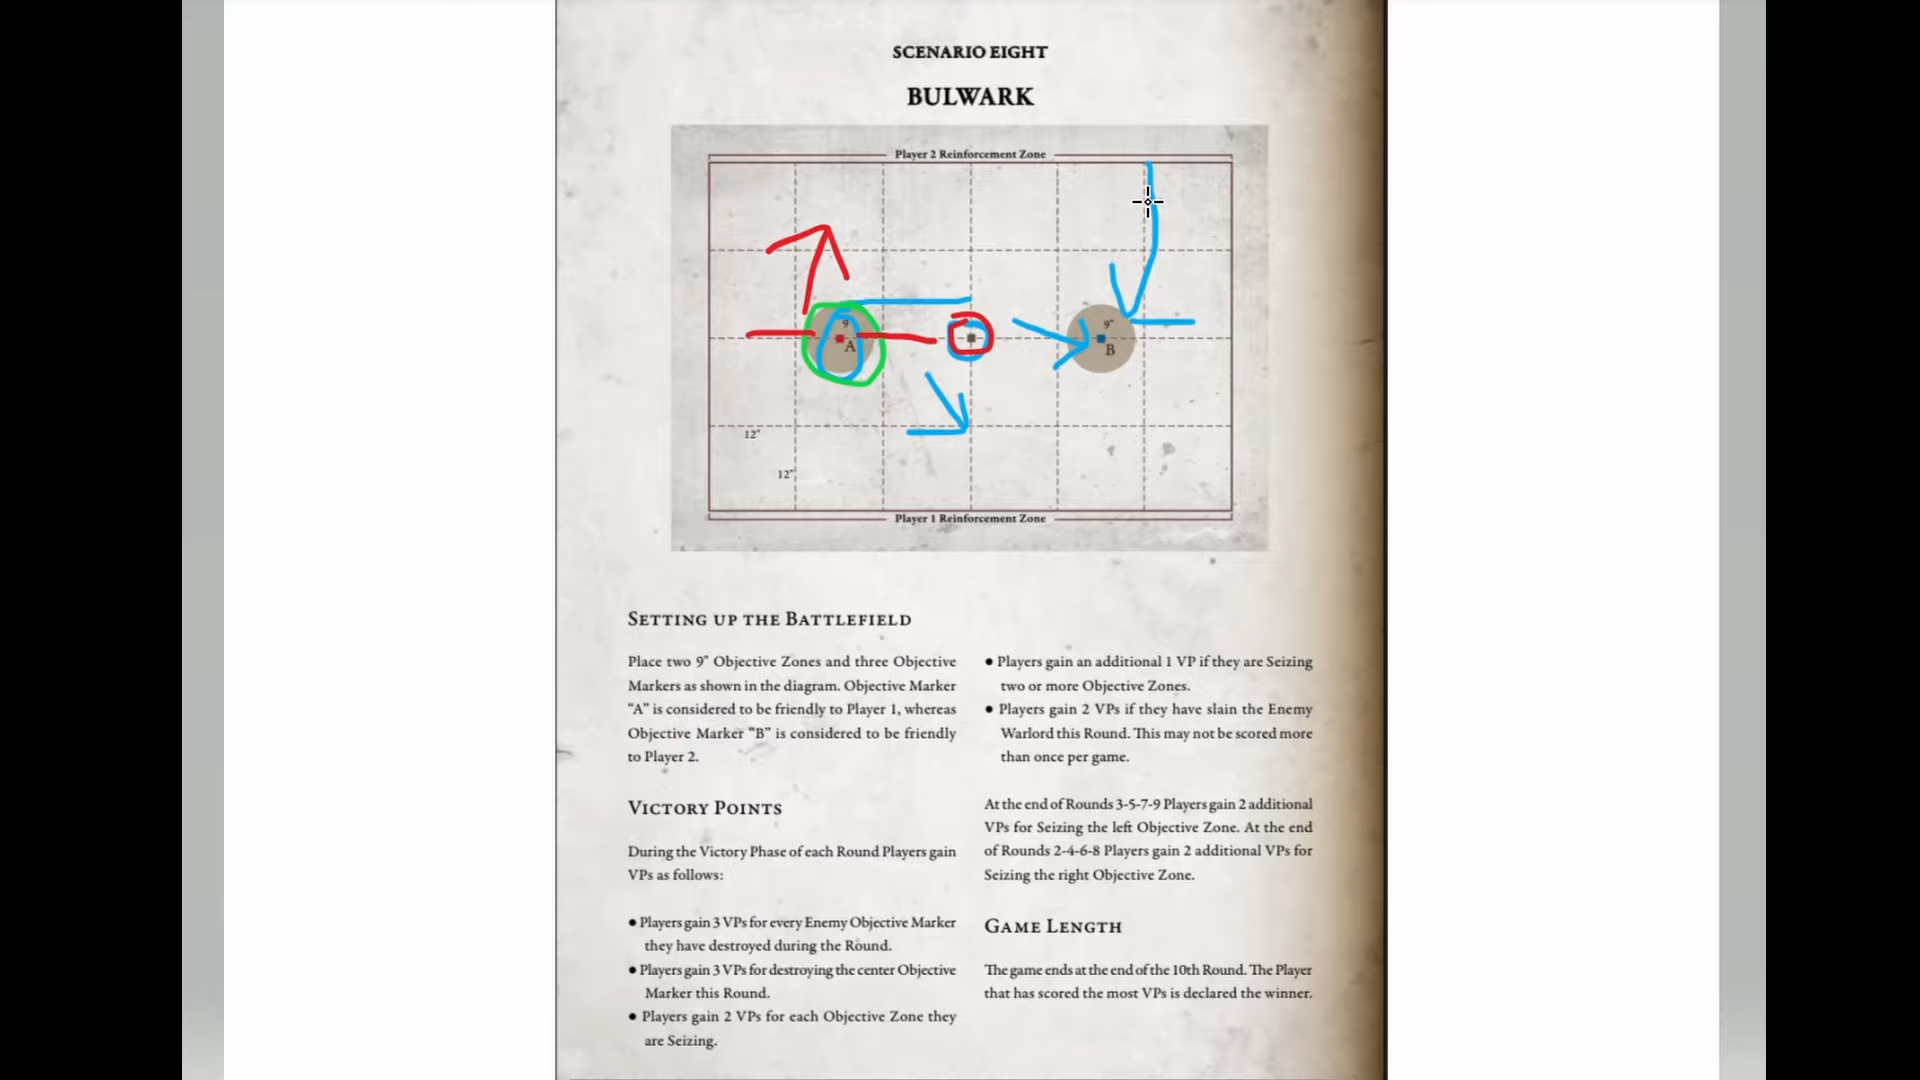 SCENARIO EIGHT
BULWARK
Player 2 Reinforcement Zone
9
A
9"
B
12"
12"
Player 1 Reinforcement Zone
SETTING UP THE BATTLEFIELD
Place two 9" Objective Zones and three Objective
Markers as shown in the diagram. Objective Marker
“A” is considered to be friendly to Player 1, whereas
Objective Marker “B” is considered to be friendly
to Player 2.
VICTORY POINTS
During the Victory Phase of each Round Players gain
VPs as follows:
● Players gain 3 VPs for every Enemy Objective Marker
they have destroyed during the Round.
● Players gain 3 VPs for destroying the center Objective
Marker this Round.
● Players gain 2 VPs for each Objective Zone they
are Seizing.
● Players gain an additional 1 VP if they are Seizing
two or more Objective Zones.
● Players gain 2 VPs if they have slain the Enemy
Warlord this Round. This may not be scored more
than once per game.
At the end of Rounds 3-5-7-9 Players gain 2 additional
VPs for Seizing the left Objective Zone. At the end
of Rounds 2-4-6-8 Players gain 2 additional VPs for
Seizing the right Objective Zone.
GAME LENGTH
The game ends at the end of the 10th Round. The Player
that has scored the most VPs is declared the winner.